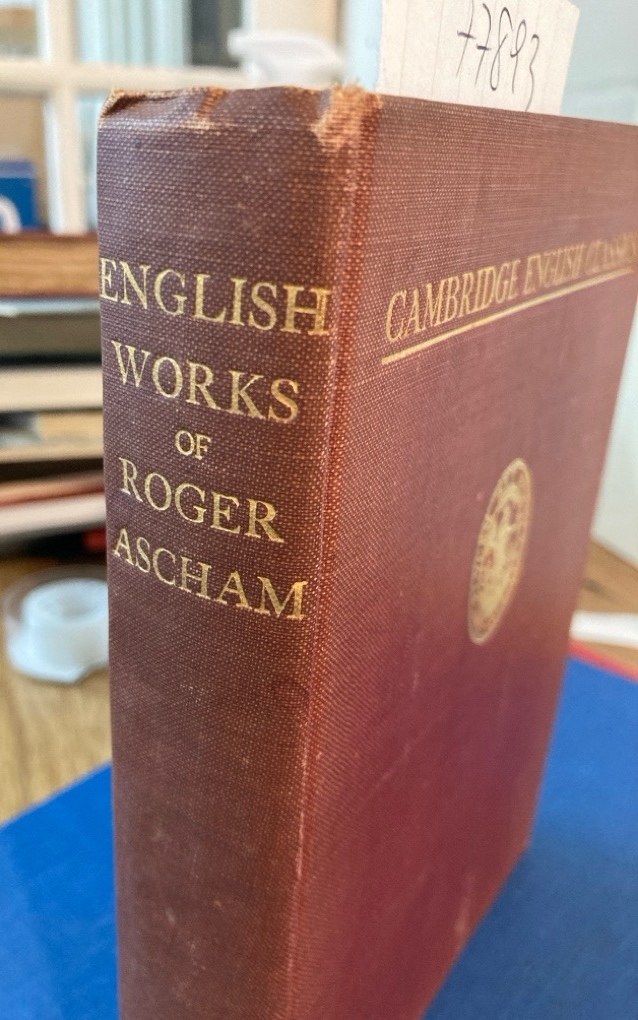 77893
ENGLISH
WORKS
OF
ROGER
ASCHAM
CAMBRIDGE ENGLISH CLASSICS